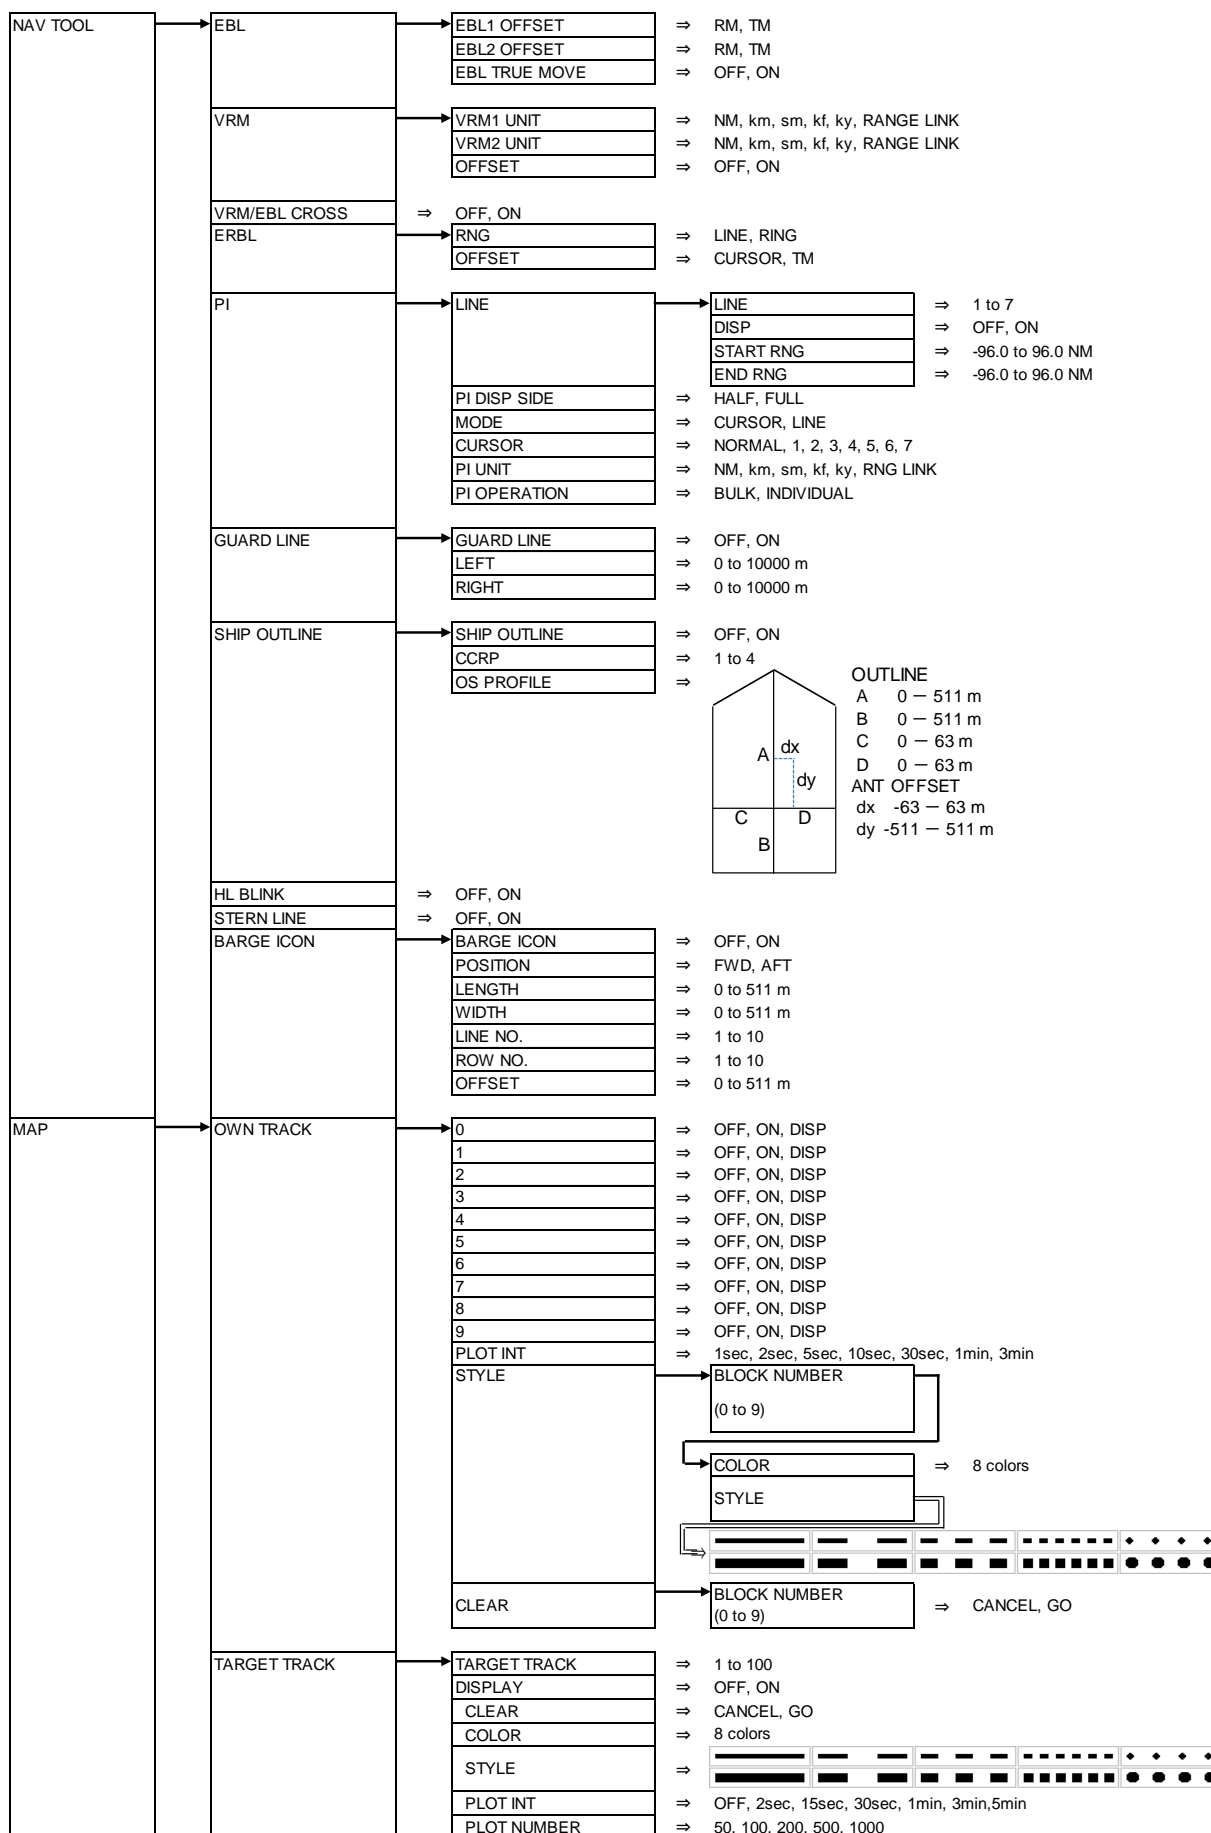 NAV TOOL EBL EBL1 OFFSET ⇒ RM, TM
EBL2 OFFSET ⇒ RM, TM
EBL TRUE MOVE ⇒ OFF, ON
VRM VRM1 UNIT ⇒ NM, km, sm, kf, ky, RANGE LINK
VRM2 UNIT ⇒ NM, km, sm, kf, ky, RANGE LINK
OFFSET ⇒ OFF, ON
VRM/EBL CROSS ⇒ OFF, ON
ERBL RNG ⇒ LINE, RING
OFFSET ⇒ CURSOR, TM
PI LINE LINE ⇒ 1 to 7
DISP ⇒ OFF, ON
START RNG ⇒ -96.0 to 96.0 NM
END RNG ⇒ -96.0 to 96.0 NM
PI DISP SIDE ⇒ HALF, FULL
MODE ⇒ CURSOR, LINE
CURSOR ⇒ NORMAL, 1, 2, 3, 4, 5, 6, 7
PI UNIT ⇒ NM, km, sm, kf, ky, RNG LINK
PI OPERATION ⇒ BULK, INDIVIDUAL
GUARD LINE GUARD LINE ⇒ OFF, ON
LEFT ⇒ 0 to 10000 m
RIGHT ⇒ 0 to 10000 m
SHIP OUTLINE SHIP OUTLINE ⇒ OFF, ON
CCRP ⇒ 1 to 4
OS PROFILE ⇒
OUTLINE
A 0 － 511 m
B 0 － 511 m
C 0 － 63 m
D 0 － 63 m
ANT OFFSET
dx -63 － 63 m
dy -511 － 511 m
A dx
dy
C D
B
HL BLINK ⇒ OFF, ON
STERN LINE ⇒ OFF, ON
BARGE ICON BARGE ICON ⇒ OFF, ON
POSITION ⇒ FWD, AFT
LENGTH ⇒ 0 to 511 m
WIDTH ⇒ 0 to 511 m
LINE NO. ⇒ 1 to 10
ROW NO. ⇒ 1 to 10
OFFSET ⇒ 0 to 511 m
MAP OWN TRACK 0 ⇒ OFF, ON, DISP
1 ⇒ OFF, ON, DISP
2 ⇒ OFF, ON, DISP
3 ⇒ OFF, ON, DISP
4 ⇒ OFF, ON, DISP
5 ⇒ OFF, ON, DISP
6 ⇒ OFF, ON, DISP
7 ⇒ OFF, ON, DISP
8 ⇒ OFF, ON, DISP
9 ⇒ OFF, ON, DISP
PLOT INT ⇒ 1sec, 2sec, 5sec, 10sec, 30sec, 1min, 3min
STYLE BLOCK NUMBER
(0 to 9)
COLOR ⇒ 8 colors
STYLE
CLEAR BLOCK NUMBER
(0 to 9) ⇒ CANCEL, GO
TARGET TRACK TARGET TRACK ⇒ 1 to 100
DISPLAY ⇒ OFF, ON
CLEAR ⇒ CANCEL, GO
COLOR ⇒ 8 colors
STYLE ⇒
PLOT INT ⇒ OFF, 2sec, 15sec, 30sec, 1min, 3min,5min
PLOT NUMBER ⇒ 50, 100, 200, 500, 1000